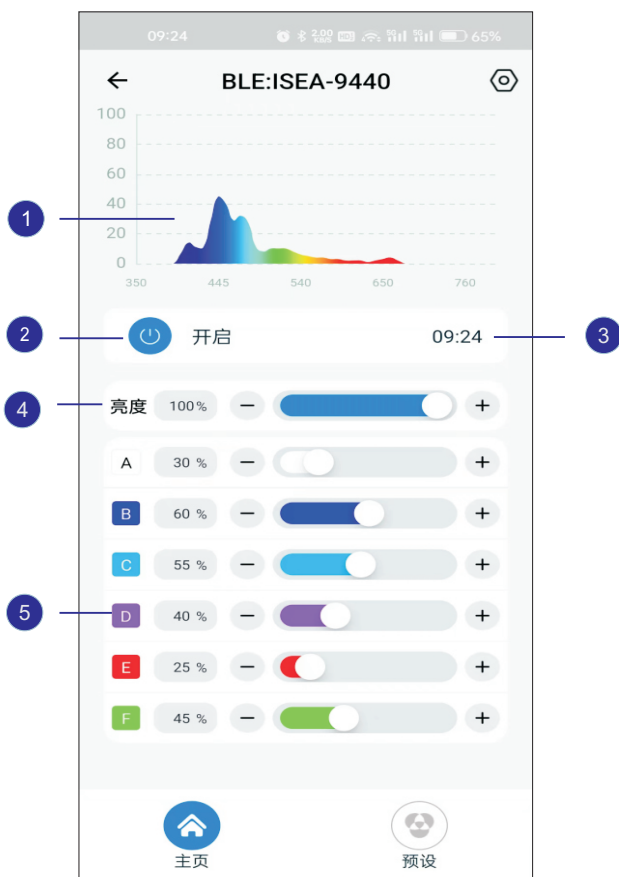 09:24 2.00 KB/S HD2 5G 5G 65%
BLE:ISEA-9440
100
80
60
1
40
20
0
350 445 540 650 760
2 开启 09:24 3
4 亮度 100% − +
A 30 % − +
B 60 % − +
C 55 % − +
5 D 40 % − +
E 25 % − +
F 45 % − +
主页 预设